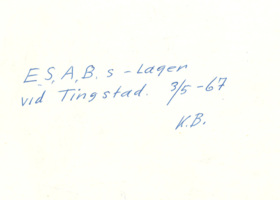 E.S.A.B.s - Lager
vid Tingstad. 3/5-67
K.B.